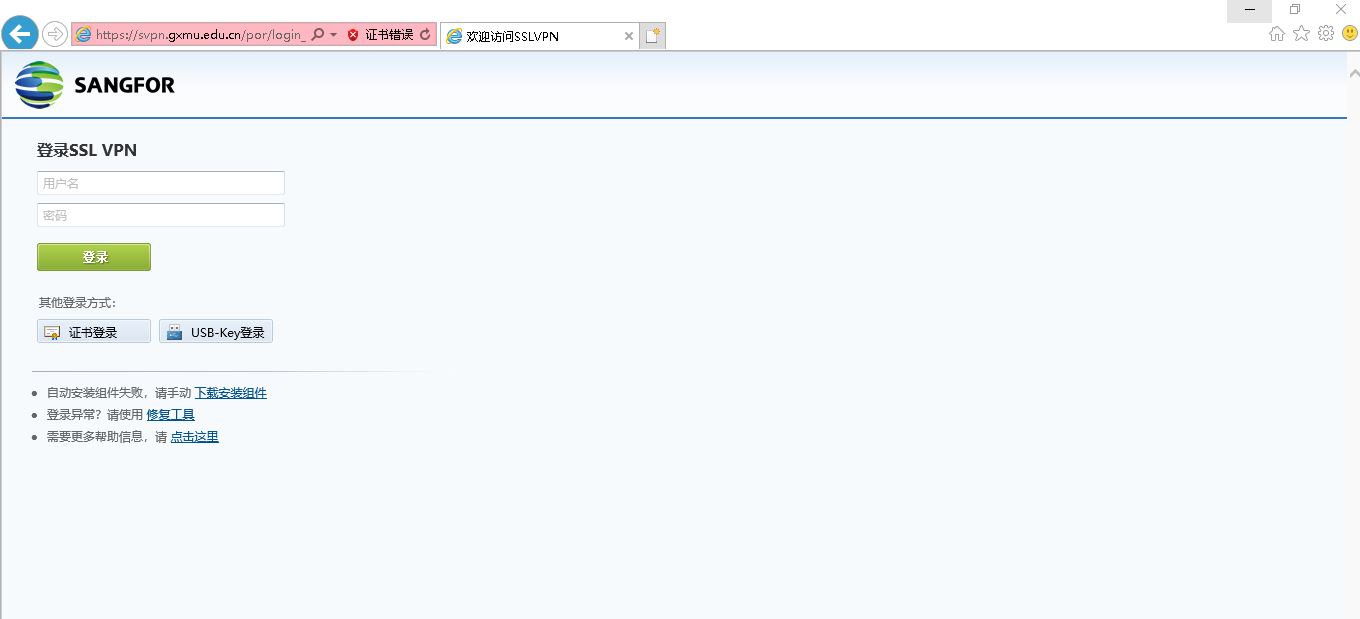 https://svpn.gxmu.edu.cn/por/login_ 证书错误 欢迎访问SSLVPN
SANGFOR
登录SSL VPN
用户名
密码
登录
其他登录方式:
证书登录 USB-Key登录
自动安装组件失败，请手动 下载安装组件
登录异常？请使用 修复工具
需要更多帮助信息，请 点击这里